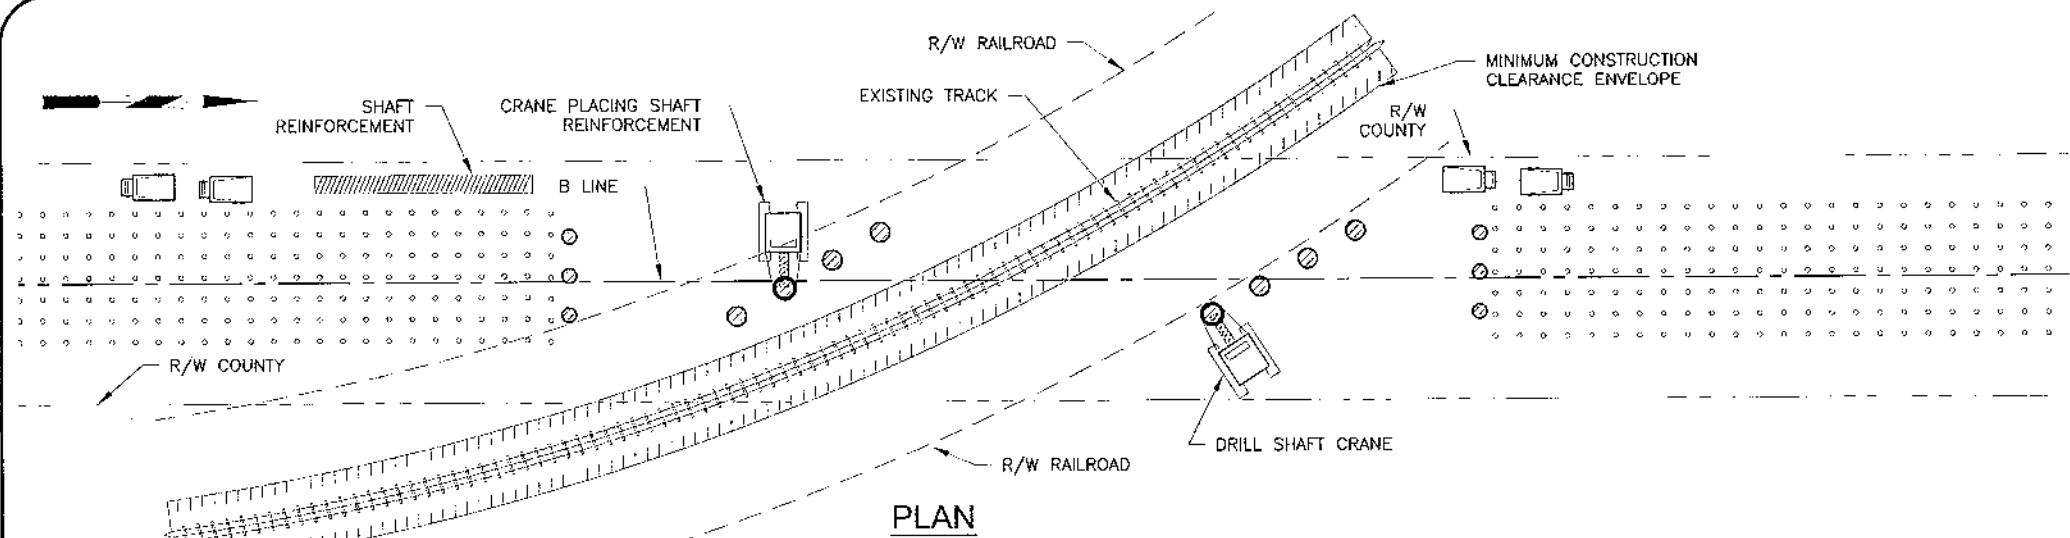 R/W RAILROAD
MINIMUM CONSTRUCTION
CLEARANCE ENVELOPE
SHAFT
REINFORCEMENT
CRANE PLACING SHAFT
REINFORCEMENT
EXISTING TRACK
R/W
COUNTY
B LINE
R/W COUNTY
DRILL SHAFT CRANE
R/W RAILROAD
PLAN